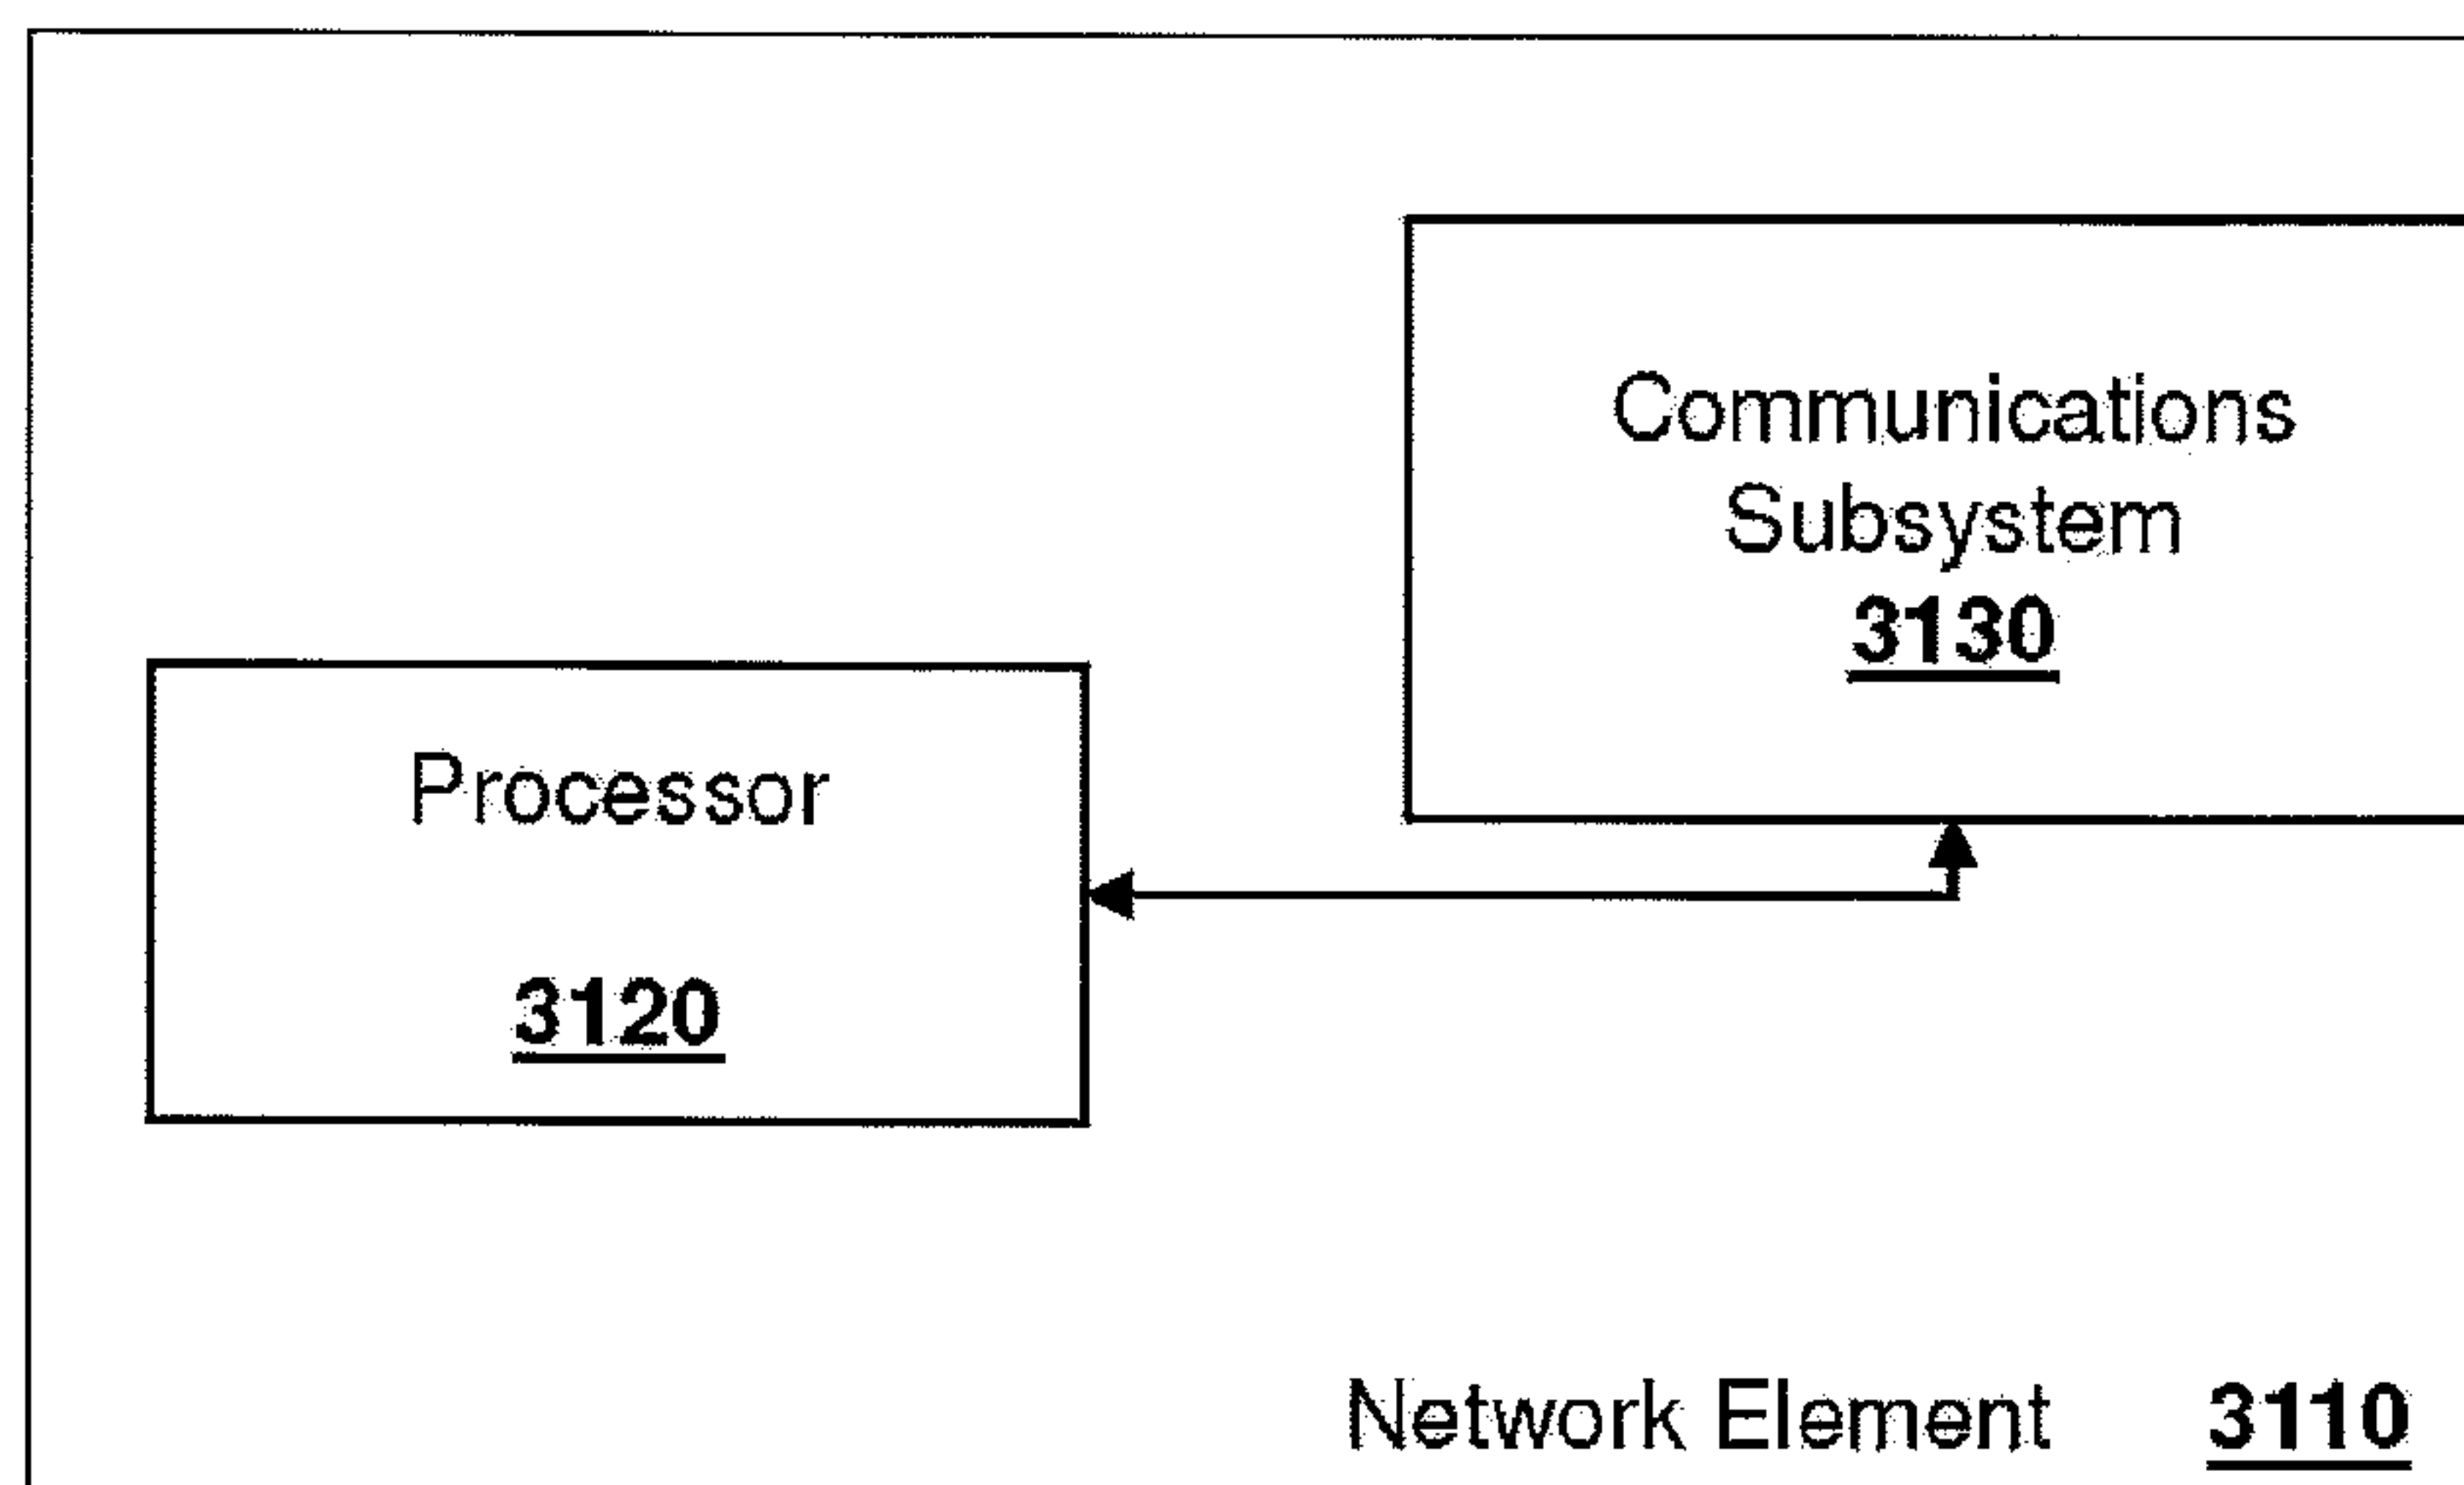 Communications
Subsystem
3130
Processor
3120
Network Element 3110